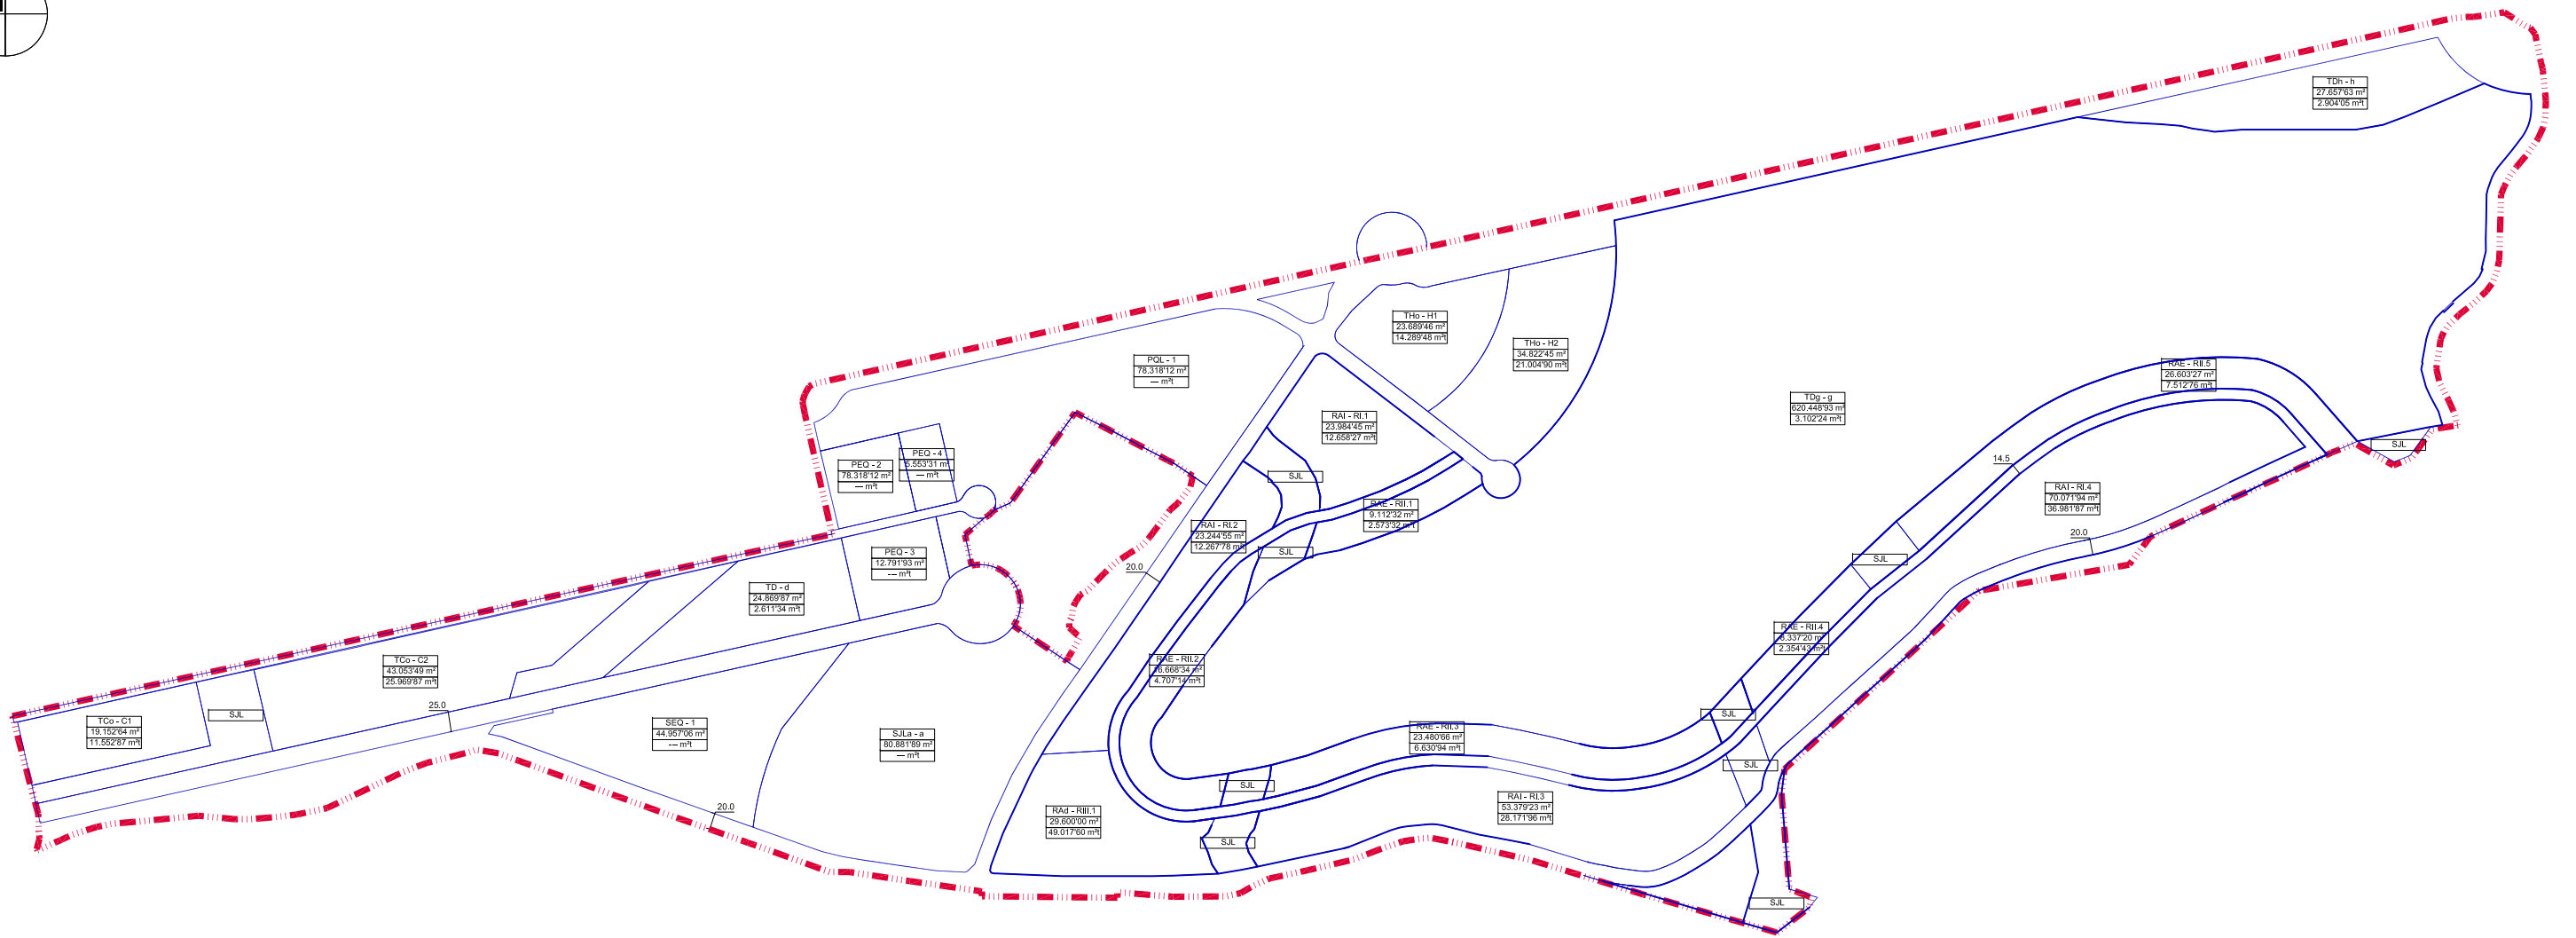 TDh - h
27.657'63 m²
2.904'05 m²t
THo - H1
23.689'46 m²
14.289'48 m²t
THo - H2
34.822'45 m²
21.004'90 m²t
PQL - 1
78.318'12 m²
--- m²t
RAE - RII.5
26.603'27 m²
7.512'76 m²t
TDg - g
620.448'93 m²
3.102'24 m²t
RAI - RI.1
23.984'45 m²
12.658'27 m²t
SJL
PEQ - 4
5.553'31 m²
--- m²t
PEQ - 2
78.318'12 m²
--- m²t
14.5
SJL
RAI - RI.4
70.071'94 m²
36.981'87 m²t
RAE - RII.1
9.112'32 m²
2.573'32 m²t
RAI - RI.2
23.244'55 m²
12.267'78 m²t
20.0
SJL
SJL
PEQ - 3
12.791'93 m²
--- m²t
20.0
TD - d
24.869'87 m²
2.611'34 m²t
RAE - RII.4
8.337'20 m²
2.354'43 m²t
TCo - C2
43.053'49 m²
25.969'87 m²t
RAE - RII.2
16.668'34 m²
4.707'14 m²t
25.0
SJL
SJL
TCo - C1
19.152'64 m²
11.552'87 m²t
SEQ - 1
44.957'06 m²
--- m²t
SJLa - a
80.881'89 m²
--- m²t
RAE - RII.3
23.480'66 m²
6.630'94 m²t
SJL
SJL
RAI - RI.3
53.379'23 m²
28.171'96 m²t
20.0
RAd - RIII.1
29.600'00 m²
49.017'60 m²t
SJL
SJL